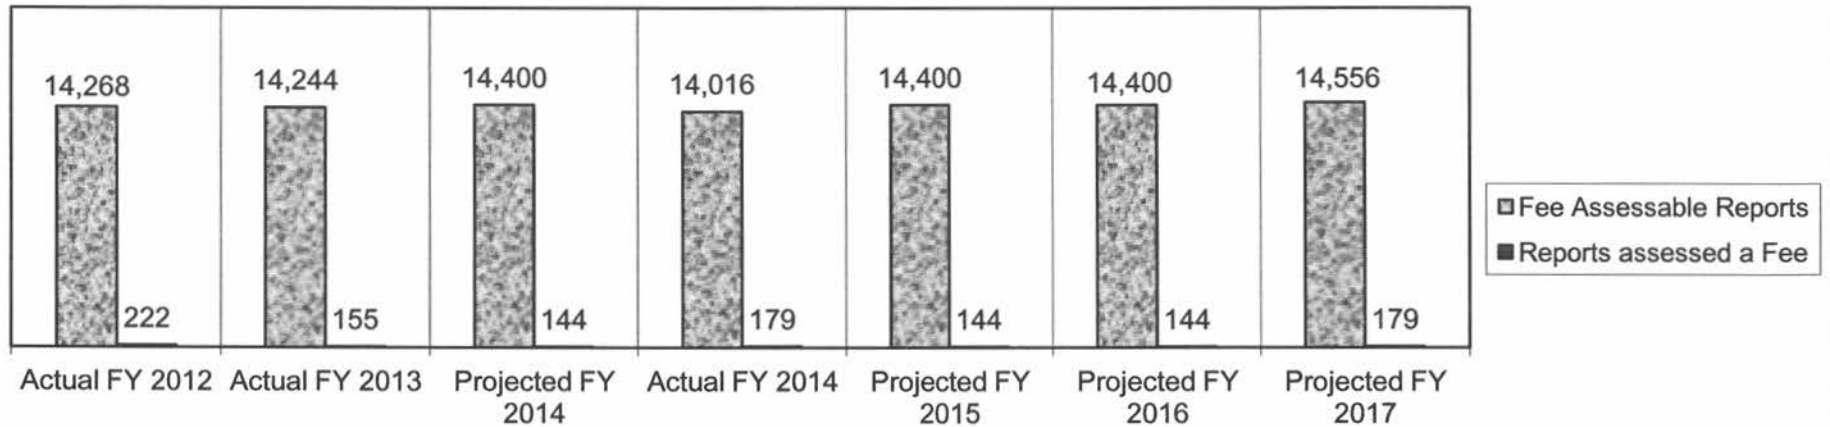 14,268
14,244
14,400
14,016
14,400
14,400
14,556
222
155
144
179
144
144
179
Fee Assessable Reports
Reports assessed a Fee
Actual FY 2012
Actual FY 2013
Projected FY
2014
Actual FY 2014
Projected FY
2015
Projected FY
2016
Projected FY
2017